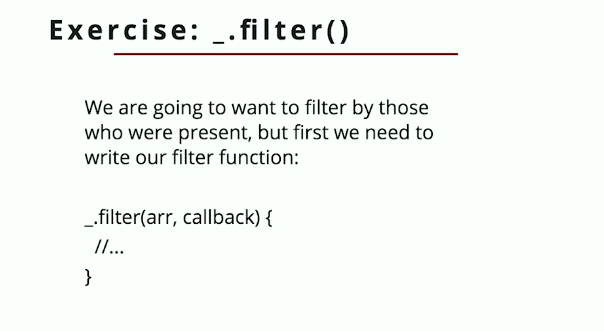 Exercise: _.filter()
We are going to want to filter by those
who were present, but first we need to
write our filter function:
_.filter(arr, callback) {
//...
}